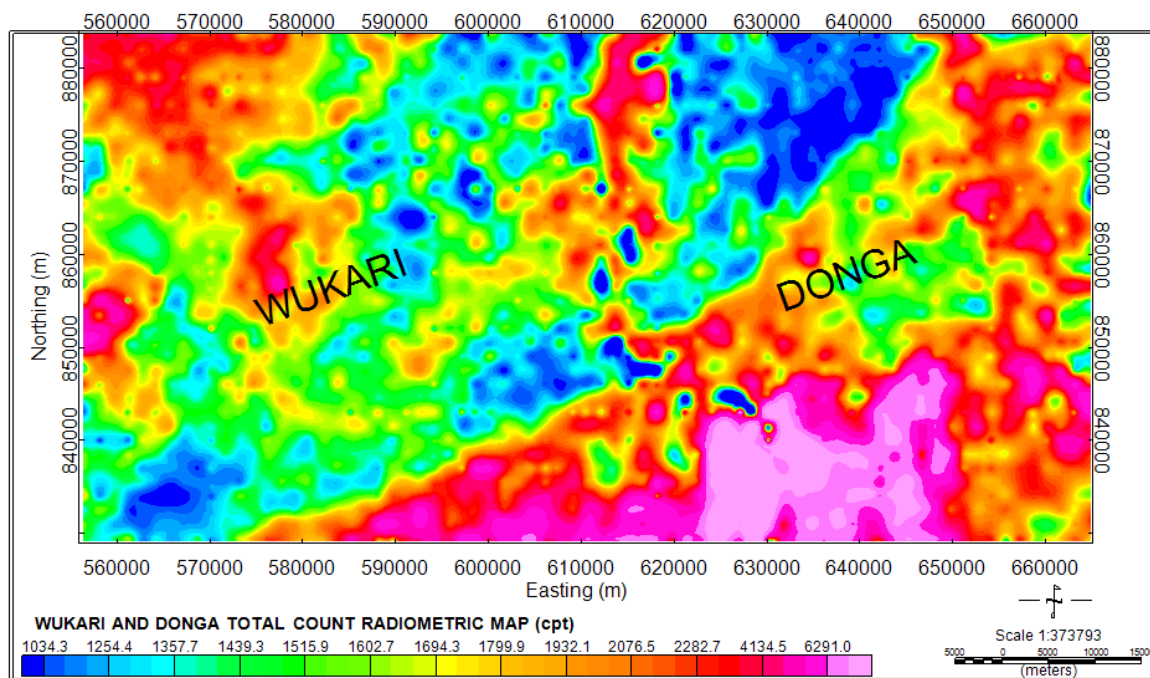 560000 570000 580000 590000 600000 610000 620000 630000 640000 650000 660000
880000 880000
870000 870000
860000 860000
WUKARI DONGA
850000 850000
840000 840000
Northing (m)
560000 570000 580000 590000 600000 610000 620000 630000 640000 650000 660000
Easting (m)
WUKARI AND DONGA TOTAL COUNT RADIOMETRIC MAP (cpt)
1034.3 1254.4 1357.7 1439.3 1515.9 1602.7 1694.3 1799.9 1932.1 2076.5 2282.7 4134.5 6291.0
Scale 1:373793
5000 0 5000 10000 1500
(meters)